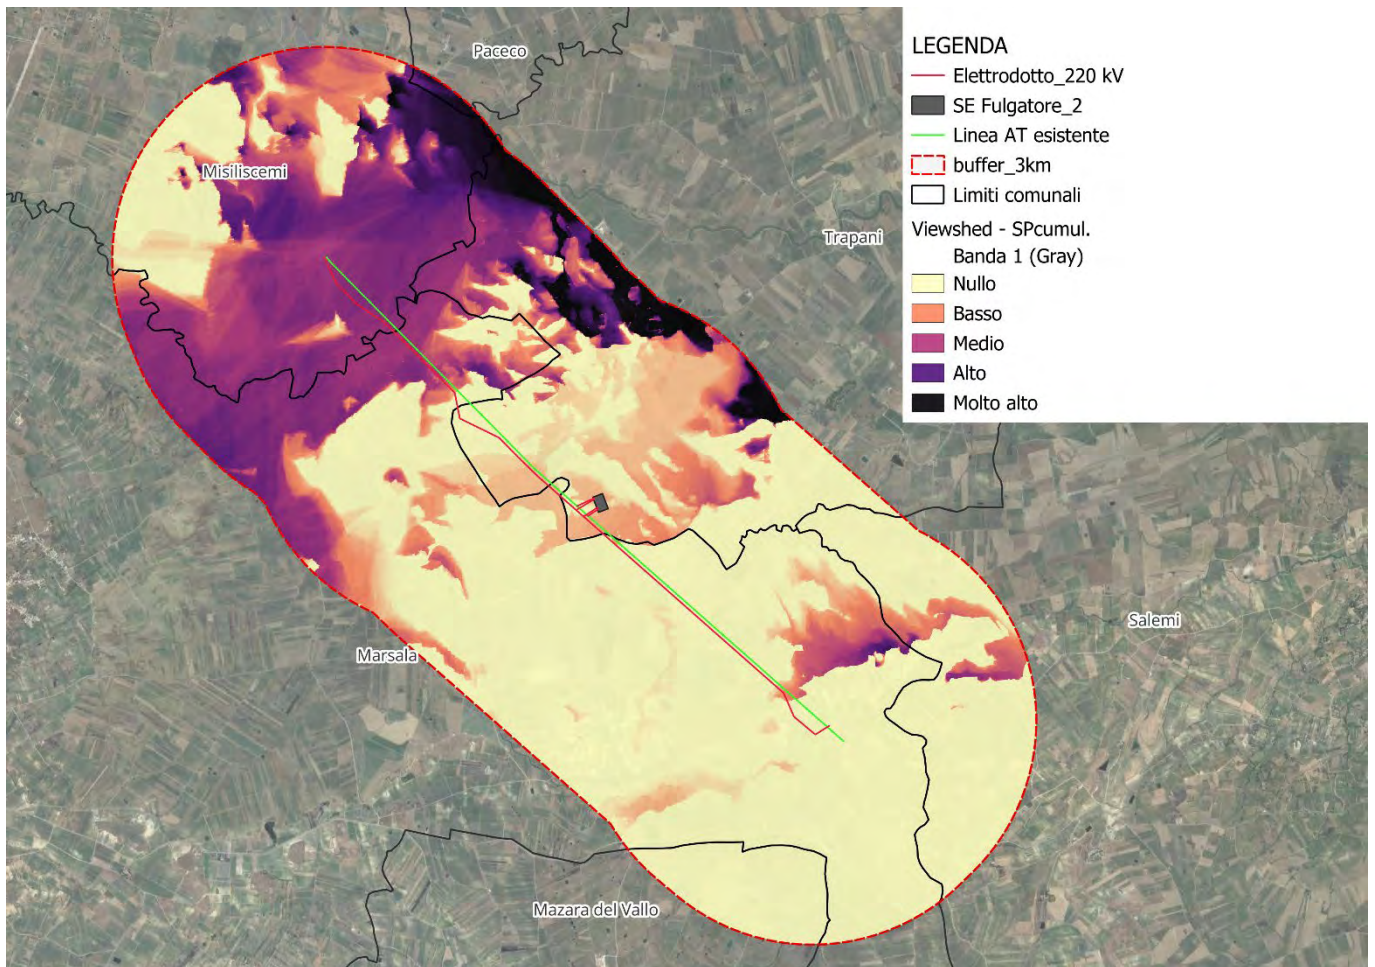 Paceco
Misiliscemi
Trapani
Salemi
Marsala
Mazara del Vallo
LEGENDA
Elettrodotto_220 kV
SE Fulgatore_2
Linea AT esistente
buffer_3km
Limiti comunali
Viewshed - SPcumul.
Banda 1 (Gray)
Nullo
Basso
Medio
Alto
Molto alto